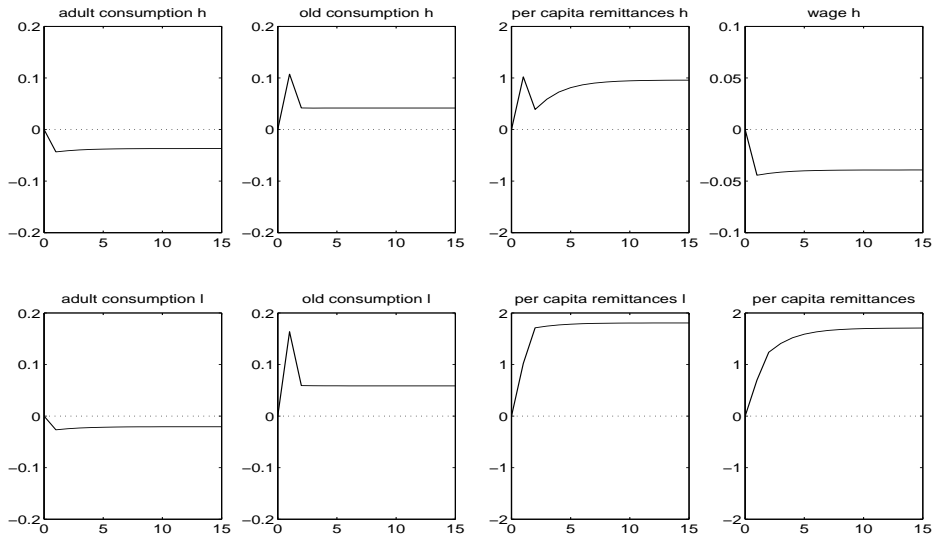 adult consumption h
old consumption h
per capita remittances h
wage h
0.2
0.1
0
−0.1
−0.2
0 5 10 15
0.2
0.1
0
−0.1
−0.2
0 5 10 15
2
1
0
−1
−2
0 5 10 15
0.1
0.05
0
−0.05
−0.1
0 5 10 15
adult consumption l
old consumption l
per capita remittances l
per capita remittances
0.2
0.1
0
−0.1
−0.2
0 5 10 15
0.2
0.1
0
−0.1
−0.2
0 5 10 15
2
1
0
−1
−2
0 5 10 15
2
1
0
−1
−2
0 5 10 15